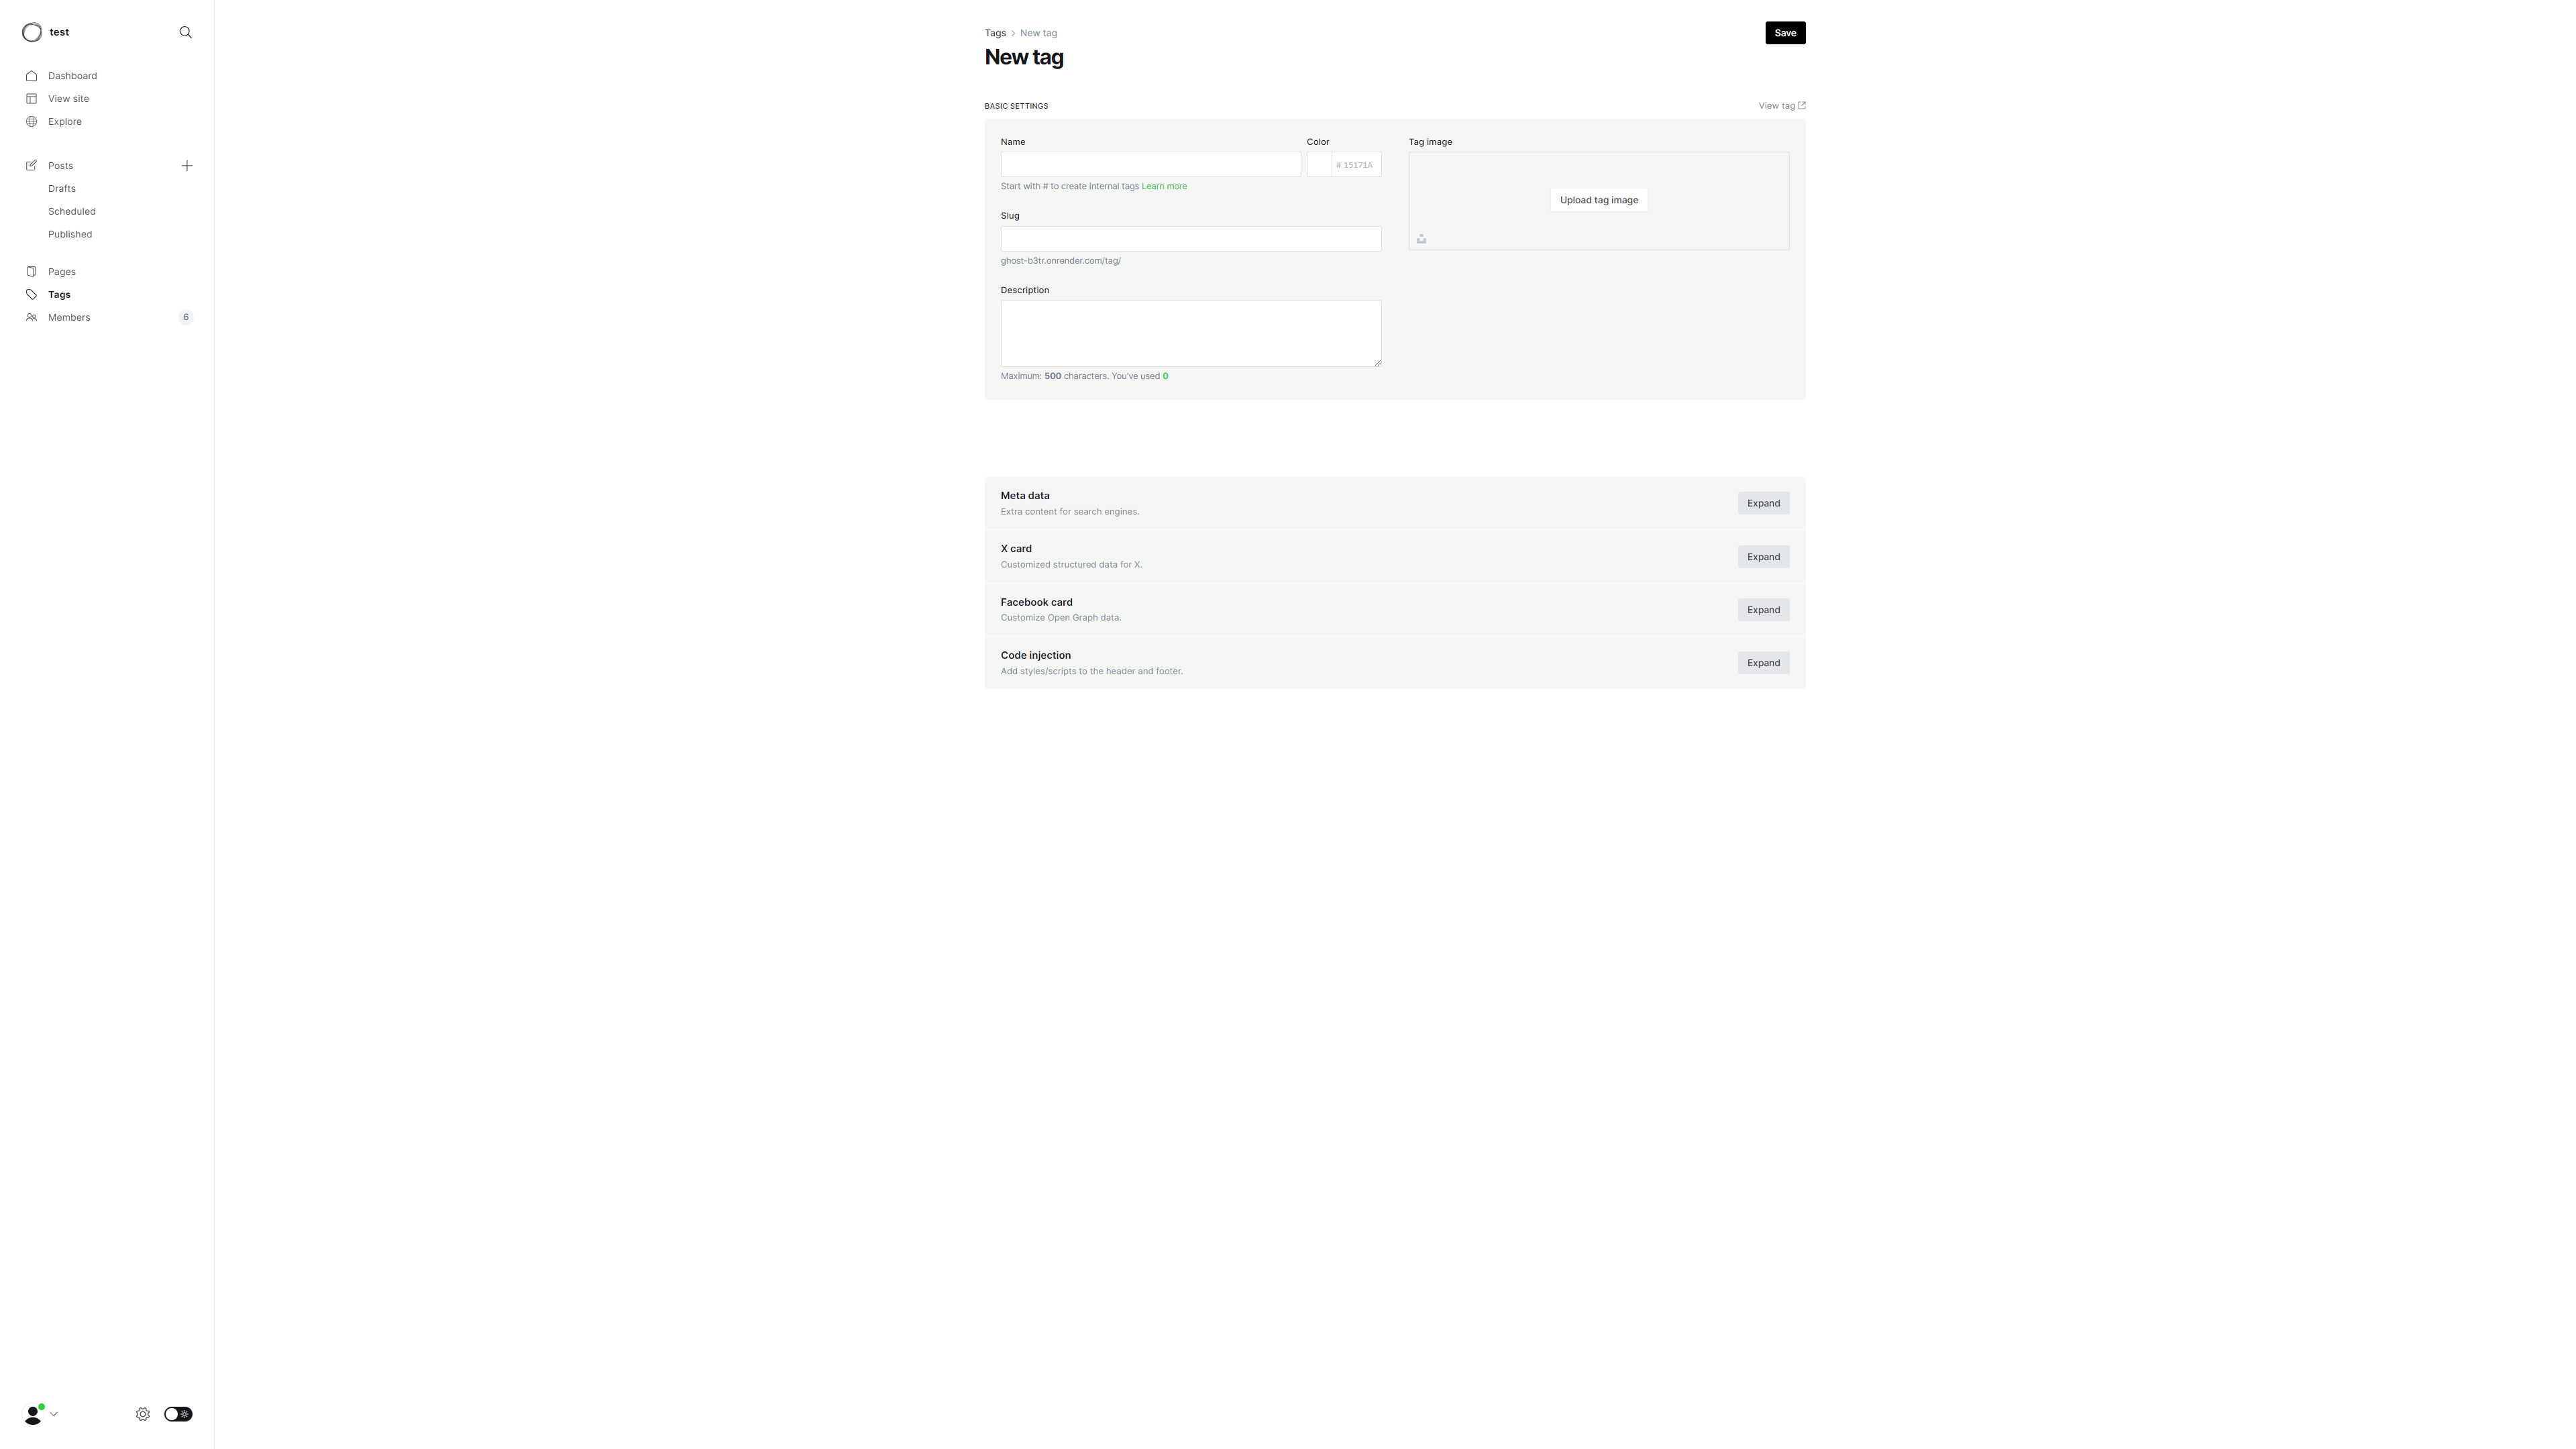 test
Dashboard
View site
Explore
Posts
Drafts
Scheduled
Published
Pages
Tags
Members 6
Tags > New tag
New tag
Save
BASIC SETTINGS
View tag
Name
Color
# 15171A
Start with # to create internal tags Learn more
Slug
ghost-b3tr.onrender.com/tag/
Description
Maximum: 500 characters. You've used 0
Tag image
Upload tag image
Meta data
Extra content for search engines.
Expand
X card
Customized structured data for X.
Expand
Facebook card
Customize Open Graph data.
Expand
Code injection
Add styles/scripts to the header and footer.
Expand